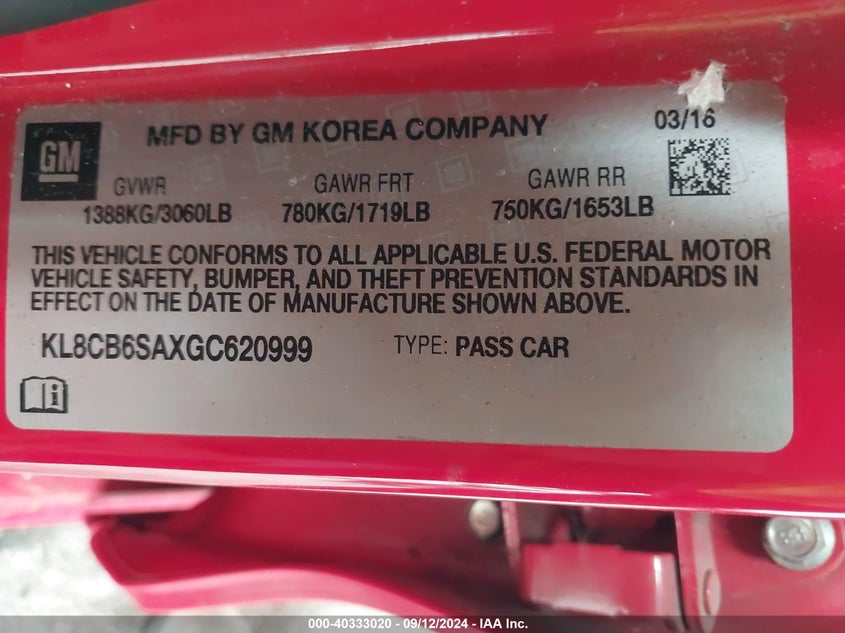 MFD BY GM KOREA COMPANY 03/16
GM
GVWR GAWR FRT GAWR RR
1388KG/3060LB 780KG/1719LB 750KG/1653LB
THIS VEHICLE CONFORMS TO ALL APPLICABLE U.S. FEDERAL MOTOR
VEHICLE SAFETY, BUMPER, AND THEFT PREVENTION STANDARDS IN
EFFECT ON THE DATE OF MANUFACTURE SHOWN ABOVE.
KL8CB6SAXGC620999 TYPE: PASS CAR
000-40333020 - 09/12/2024 - IAA Inc.